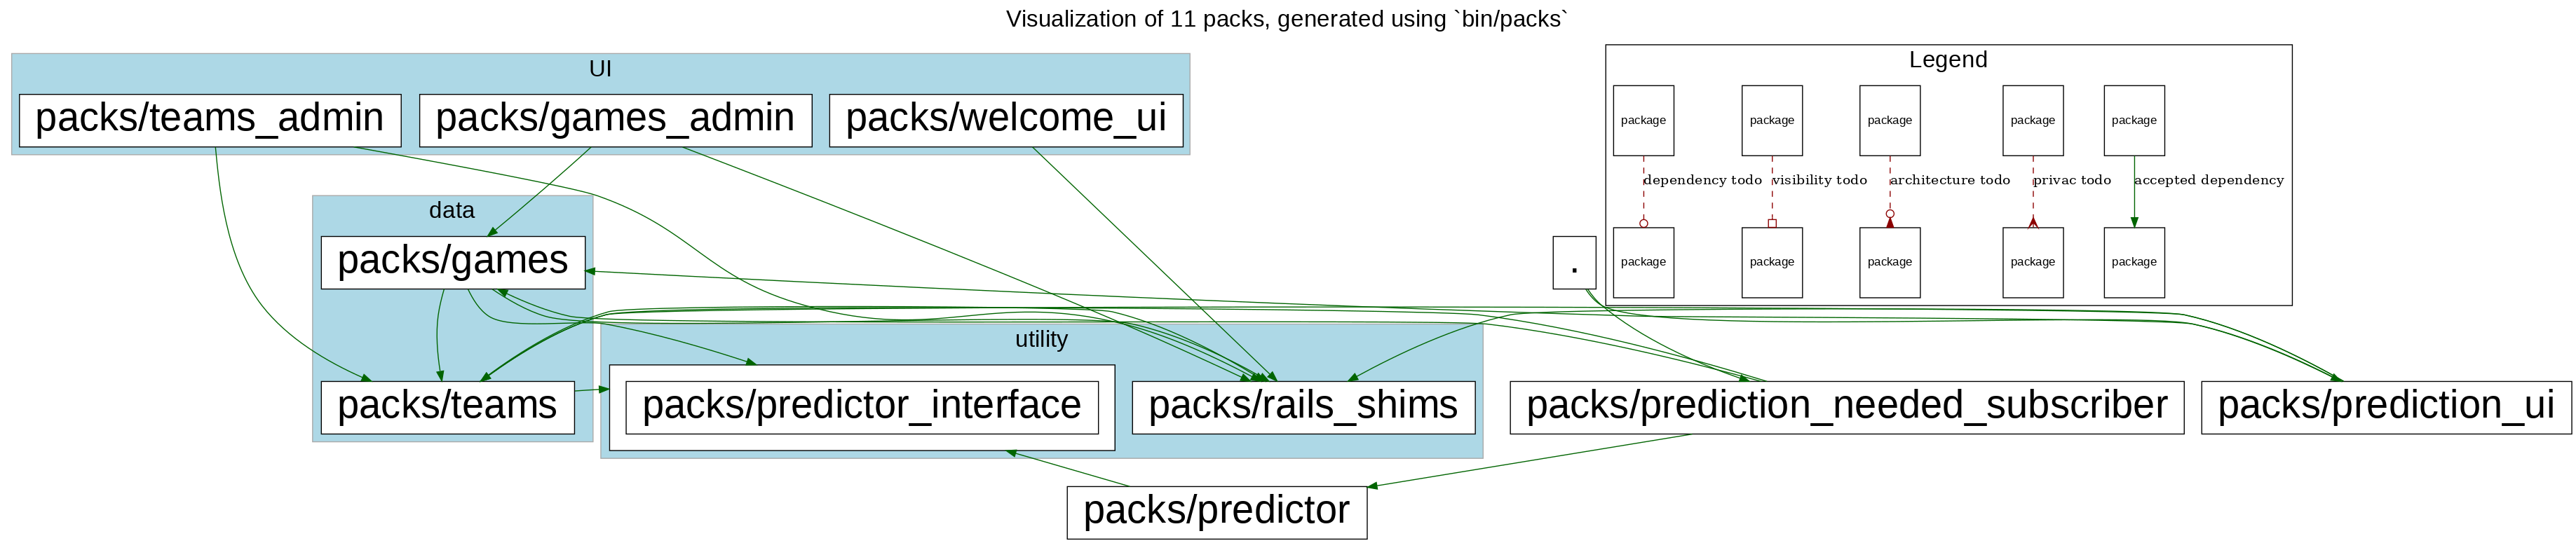 Visualization of 11 packs, generated using `bin/packs`
UI
packs/teams_admin
packs/games_admin
packs/welcome_ui
Legend
package
package
package
package
package
dependency todo
visibility todo
architecture todo
privac todo
accepted dependency
package
package
package
package
package
data
packs/games
.
utility
packs/teams
packs/predictor_interface
packs/rails_shims
packs/prediction_needed_subscriber
packs/prediction_ui
packs/predictor